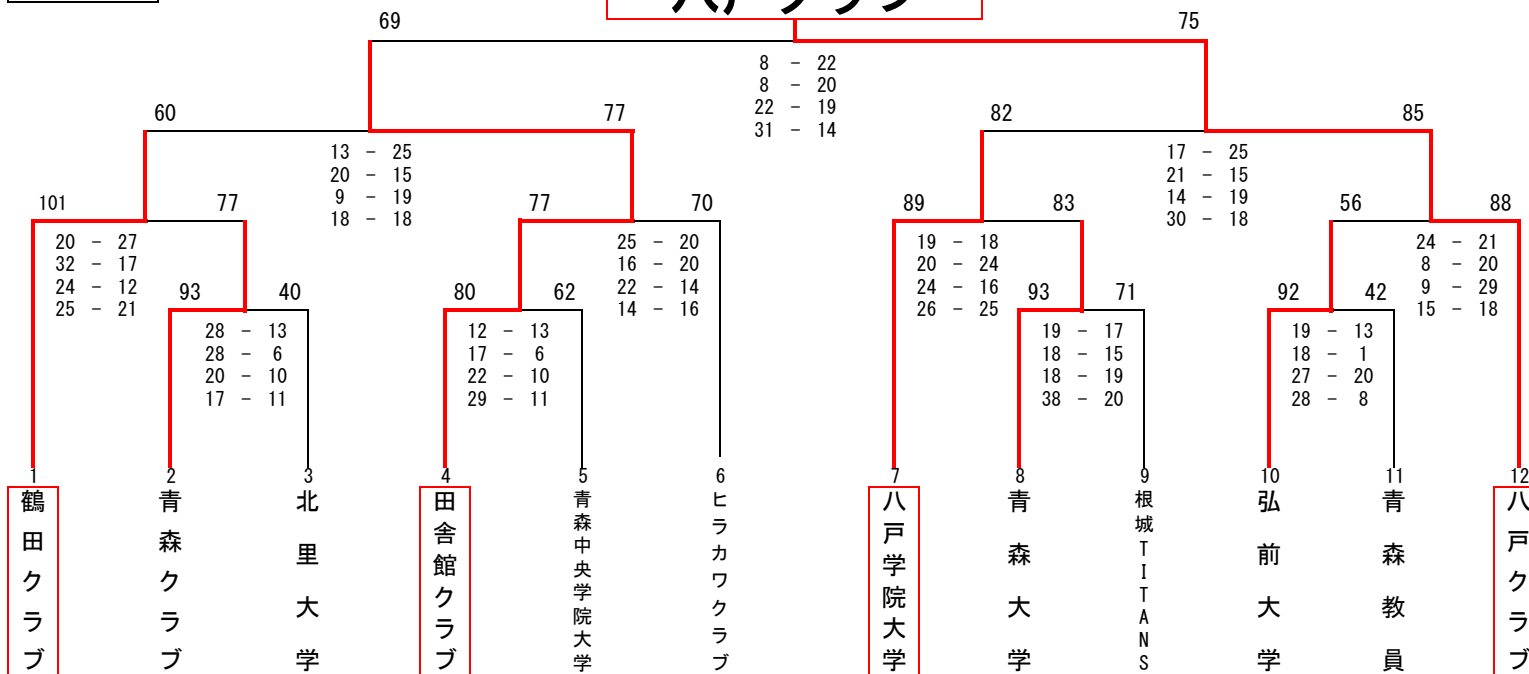 八戸クラブ
69 75
8 － 22
8 － 20
22 － 19
31 － 14
60 77 82 85
13 － 25
20 － 15
9 － 19
18 － 18
17 － 25
21 － 15
14 － 19
30 － 18
101 77 77 70 89 83 56 88
20 － 27
32 － 17
24 － 12
25 － 21
25 － 20
16 － 20
22 － 14
14 － 16
19 － 18
20 － 24
24 － 16
26 － 25
24 － 21
8 － 20
9 － 29
15 － 18
93 40 80 62 93 71 92 42
28 － 13
28 － 6
20 － 10
17 － 11
12 － 13
17 － 6
22 － 10
29 － 11
19 － 17
18 － 15
18 － 19
38 － 20
19 － 13
18 － 1
27 － 20
28 － 8
1 2 3 4 5 6 7 8 9 10 11 12
鶴田クラブ
青森クラブ
北里大学
田舎館クラブ
青森中央学院大学
ヒラカワクラブ
八戸学院大学
青森大学
根城TITANS
弘前大学
青森教員
八戸クラブ